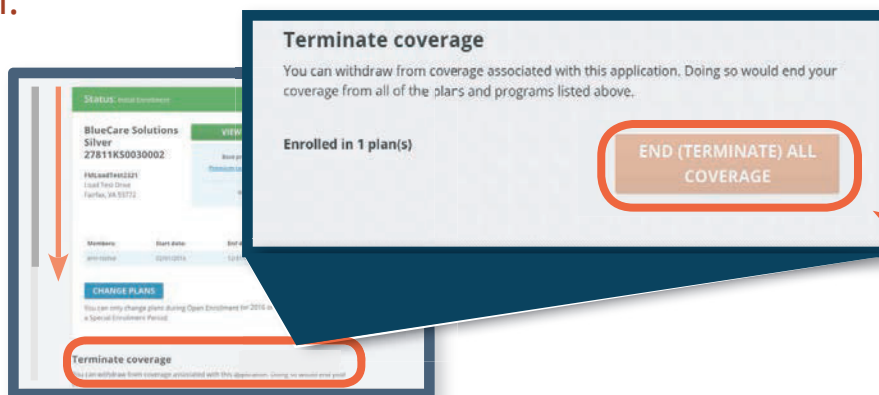 Terminate coverage
You can withdraw from coverage associated with this application. Doing so would end your
coverage from all of the plans and programs listed above.
Enrolled in 1 plan(s)
END (TERMINATE) ALL
COVERAGE
Status: Initial Enrollment
BlueCare Solutions
Silver
27811KS0030002
VIEW
FMLoadTest2321
Load Test Drive
Fairfax, VA 55772
Members: Start date:
02/01/2016
CHANGE PLANS
You can only change plans during Open Enrollment for 2016
a Special Enrollment Period.
Terminate coverage
You can withdraw from coverage associated with this application. Doing so would end your